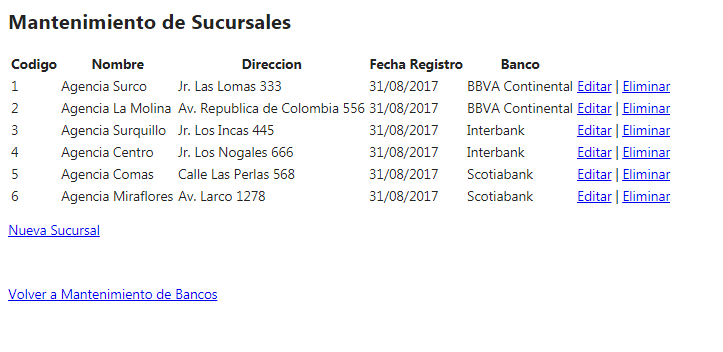 Mantenimiento de Sucursales
Codigo Nombre Direccion Fecha Registro Banco
1 Agencia Surco Jr. Las Lomas 333 31/08/2017 BBVA Continental Editar | Eliminar
2 Agencia La Molina Av. Republica de Colombia 556 31/08/2017 BBVA Continental Editar | Eliminar
3 Agencia Surquillo Jr. Los Incas 445 31/08/2017 Interbank Editar | Eliminar
4 Agencia Centro Jr. Los Nogales 666 31/08/2017 Interbank Editar | Eliminar
5 Agencia Comas Calle Las Perlas 568 31/08/2017 Scotiabank Editar | Eliminar
6 Agencia Miraflores Av. Larco 1278 31/08/2017 Scotiabank Editar | Eliminar
Nueva Sucursal
Volver a Mantenimiento de Bancos